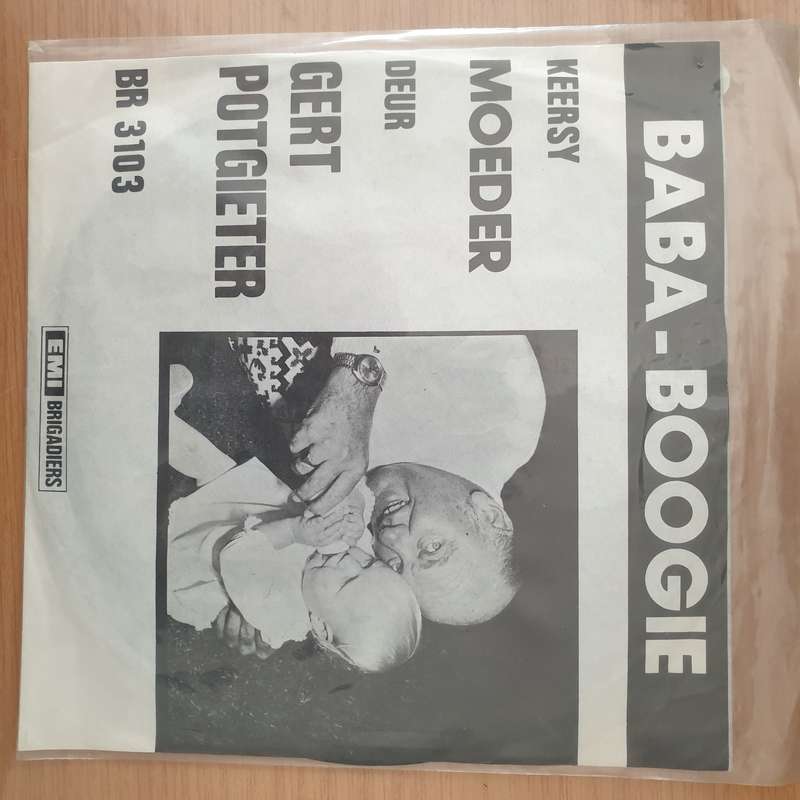 BABA-BOOGIE
KEERSY
MOEDER
DEUR
GERT
POTGIETER
BR 3103
EMI BRIGADIERS